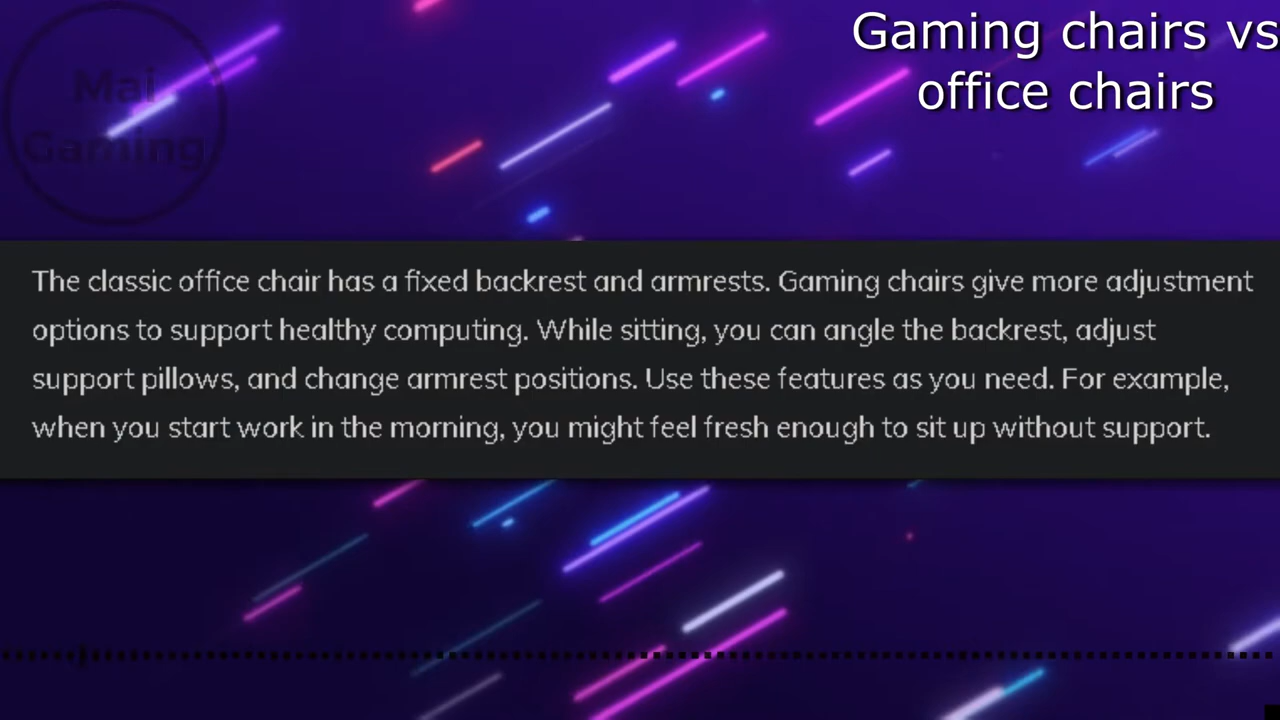 Mai
Gaming
Gaming chairs vs
office chairs
The classic office chair has a fixed backrest and armrests. Gaming chairs give more adjustment
options to support healthy computing. While sitting, you can angle the backrest, adjust
support pillows, and change armrest positions. Use these features as you need. For example,
when you start work in the morning, you might feel fresh enough to sit up without support.